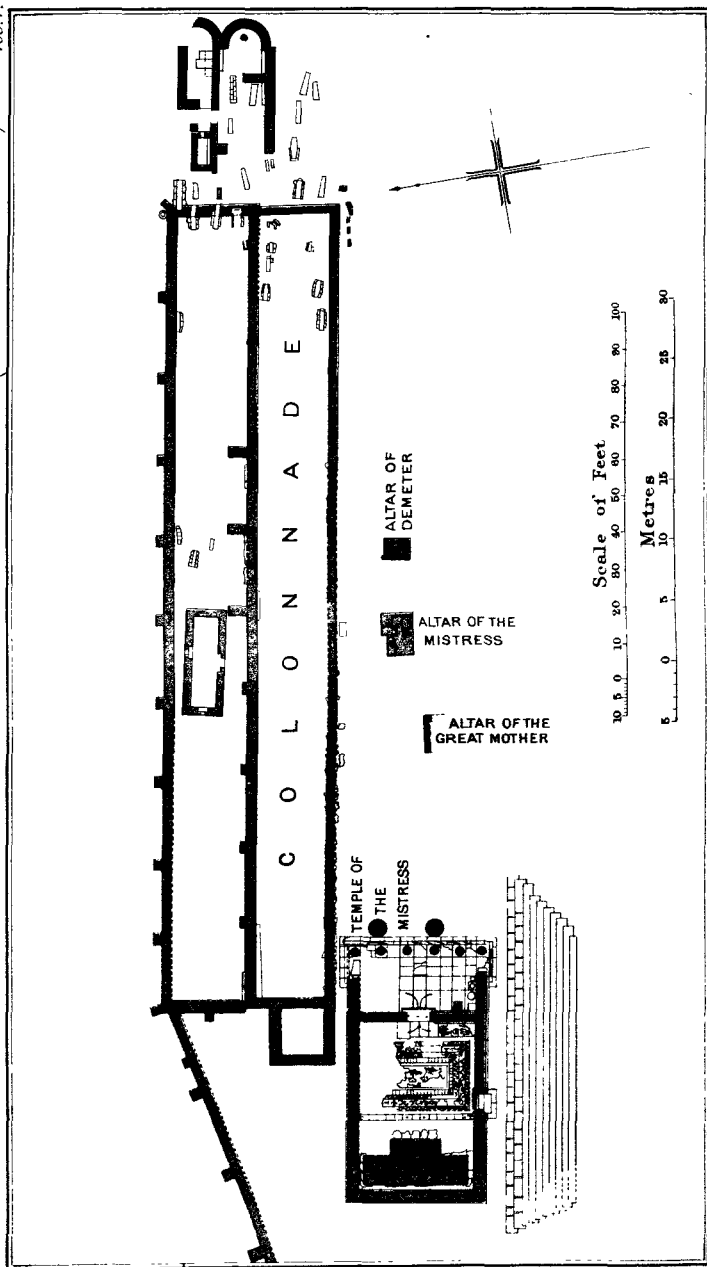 COLONNADE
ALTAR OF
DEMETER
ALTAR OF THE
MISTRESS
ALTAR OF THE
GREAT MOTHER
TEMPLE OF
THE
MISTRESS
Scale of Feet
10 5 0 10 20 30 40 50 60 70 80 90 100
Metres
5 0 5 10 15 20 25 30